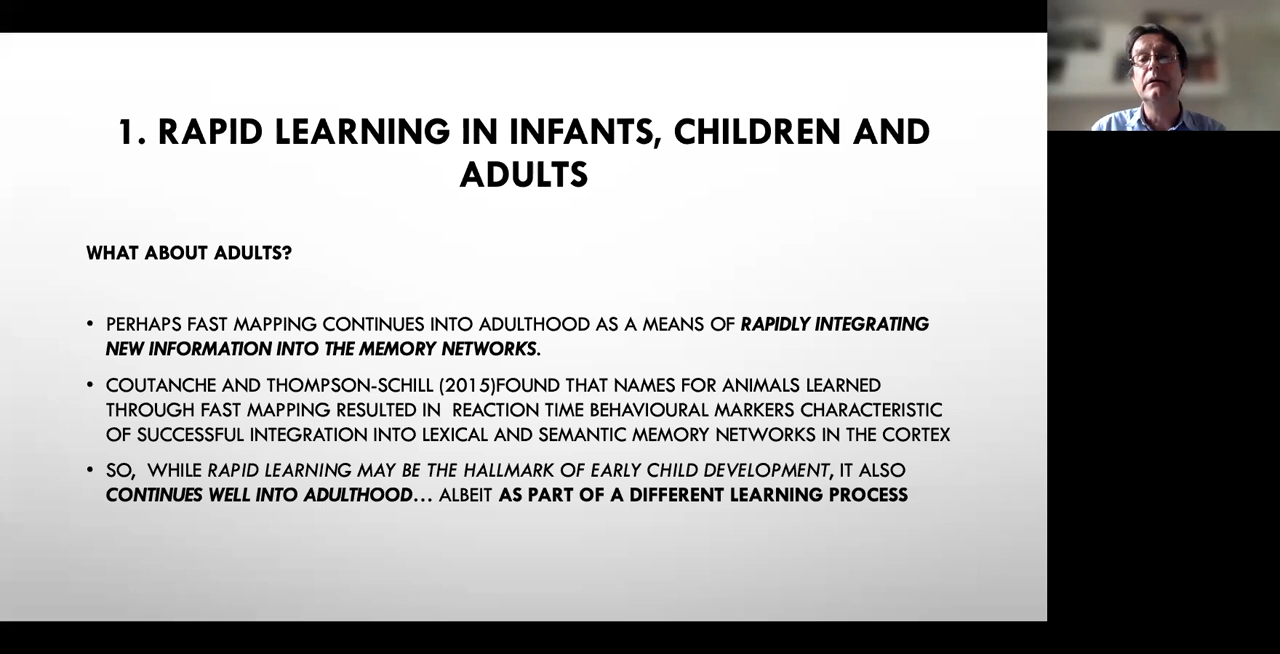 1. RAPID LEARNING IN INFANTS, CHILDREN AND
ADULTS
WHAT ABOUT ADULTS?
• PERHAPS FAST MAPPING CONTINUES INTO ADULTHOOD AS A MEANS OF RAPIDLY INTEGRATING
NEW INFORMATION INTO THE MEMORY NETWORKS.
• COUTANCHE AND THOMPSON-SCHILL (2015)FOUND THAT NAMES FOR ANIMALS LEARNED
THROUGH FAST MAPPING RESULTED IN REACTION TIME BEHAVIOURAL MARKERS CHARACTERISTIC
OF SUCCESSFUL INTEGRATION INTO LEXICAL AND SEMANTIC MEMORY NETWORKS IN THE CORTEX
• SO, WHILE RAPID LEARNING MAY BE THE HALLMARK OF EARLY CHILD DEVELOPMENT, IT ALSO
CONTINUES WELL INTO ADULTHOOD... ALBEIT AS PART OF A DIFFERENT LEARNING PROCESS